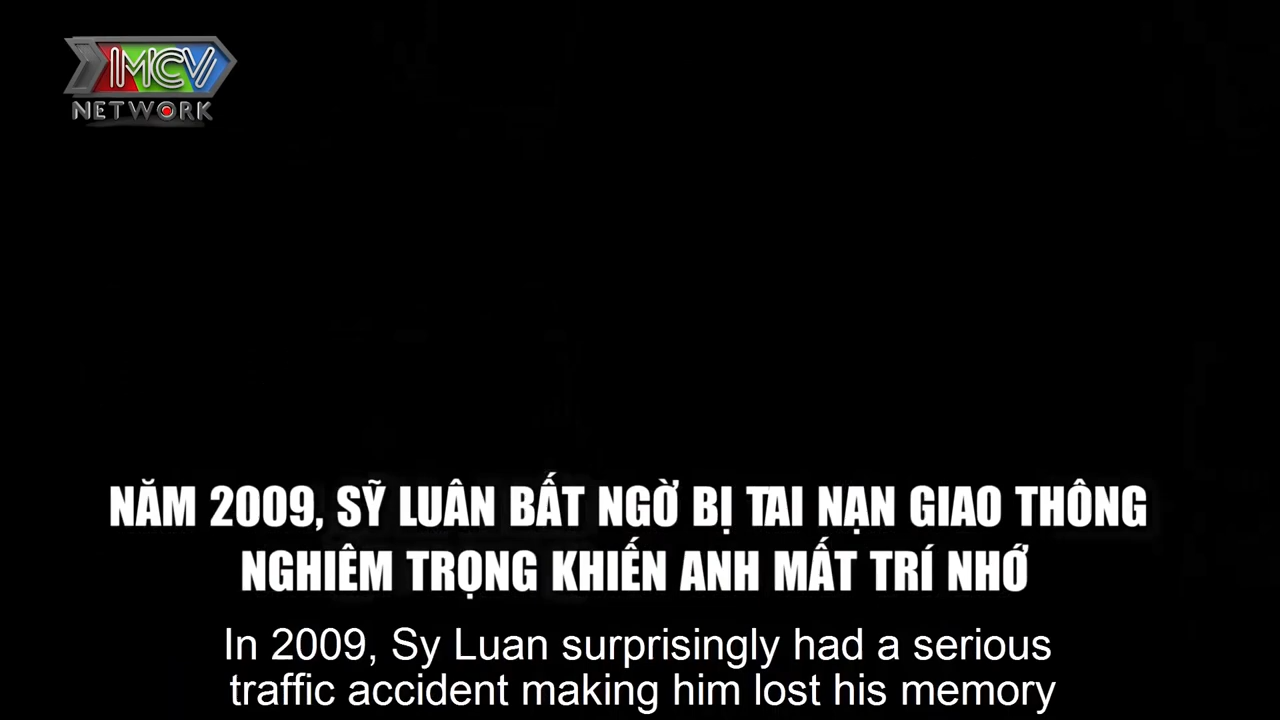 MCV
NETWORK
NĂM 2009, SỸ LUÂN BẤT NGỜ BỊ TAI NẠN GIAO THÔNG
NGHIÊM TRỌNG KHIẾN ANH MẤT TRÍ NHỚ
In 2009, Sy Luan surprisingly had a serious
traffic accident making him lost his memory